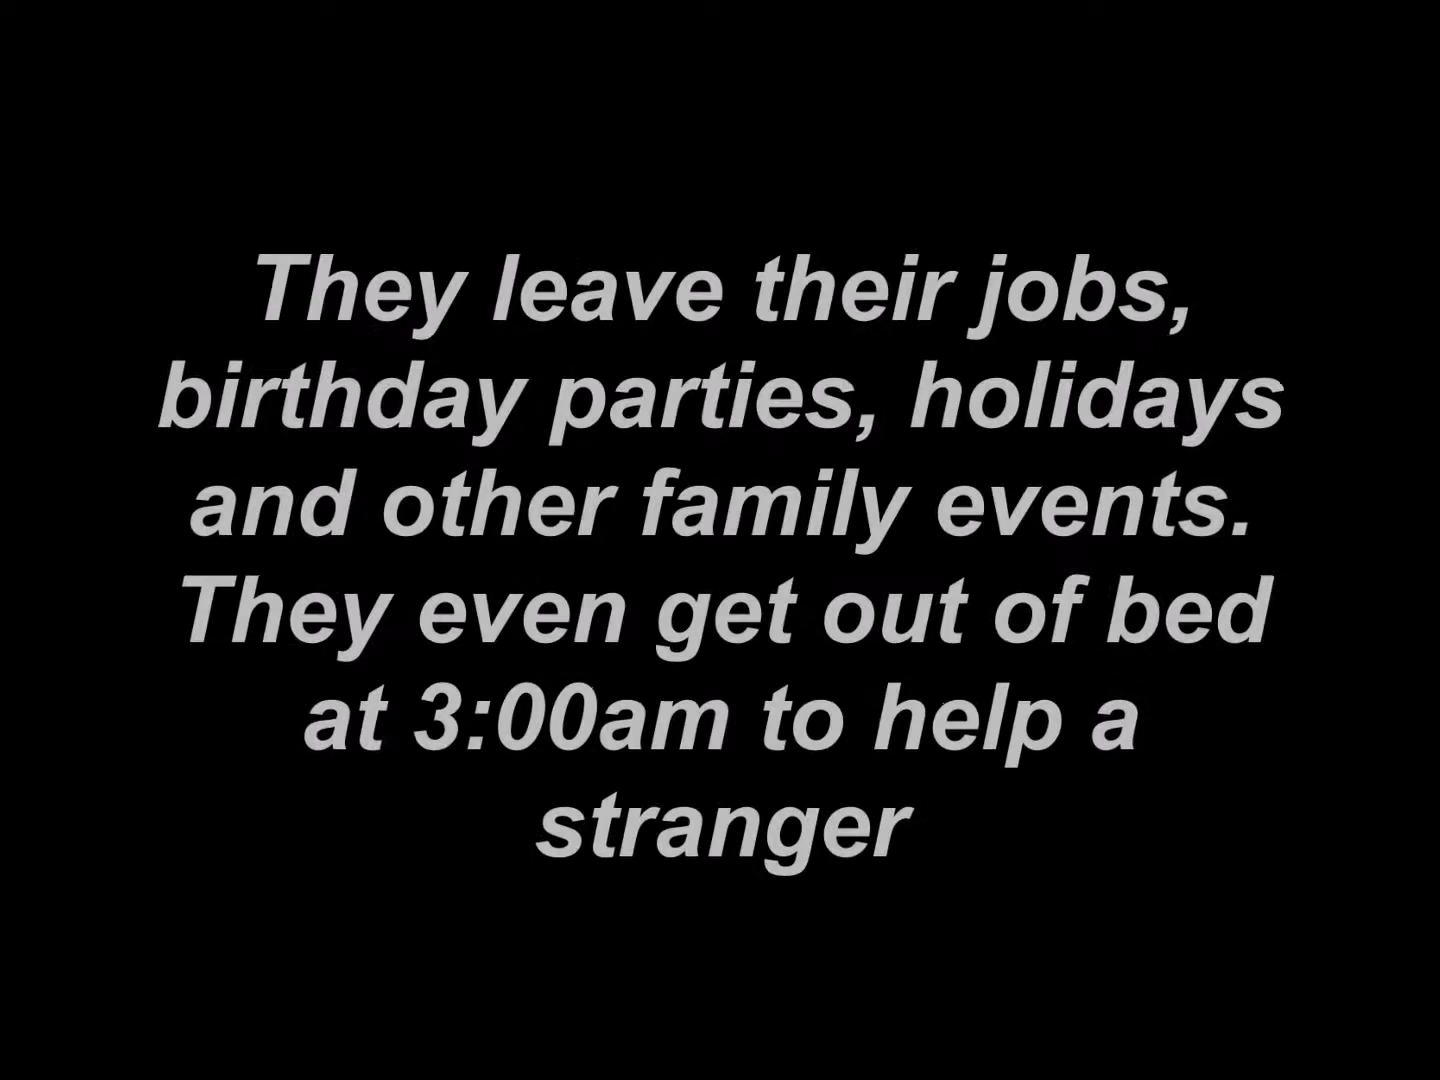 They leave their jobs,
birthday parties, holidays
and other family events.
They even get out of bed
at 3:00am to help a
stranger